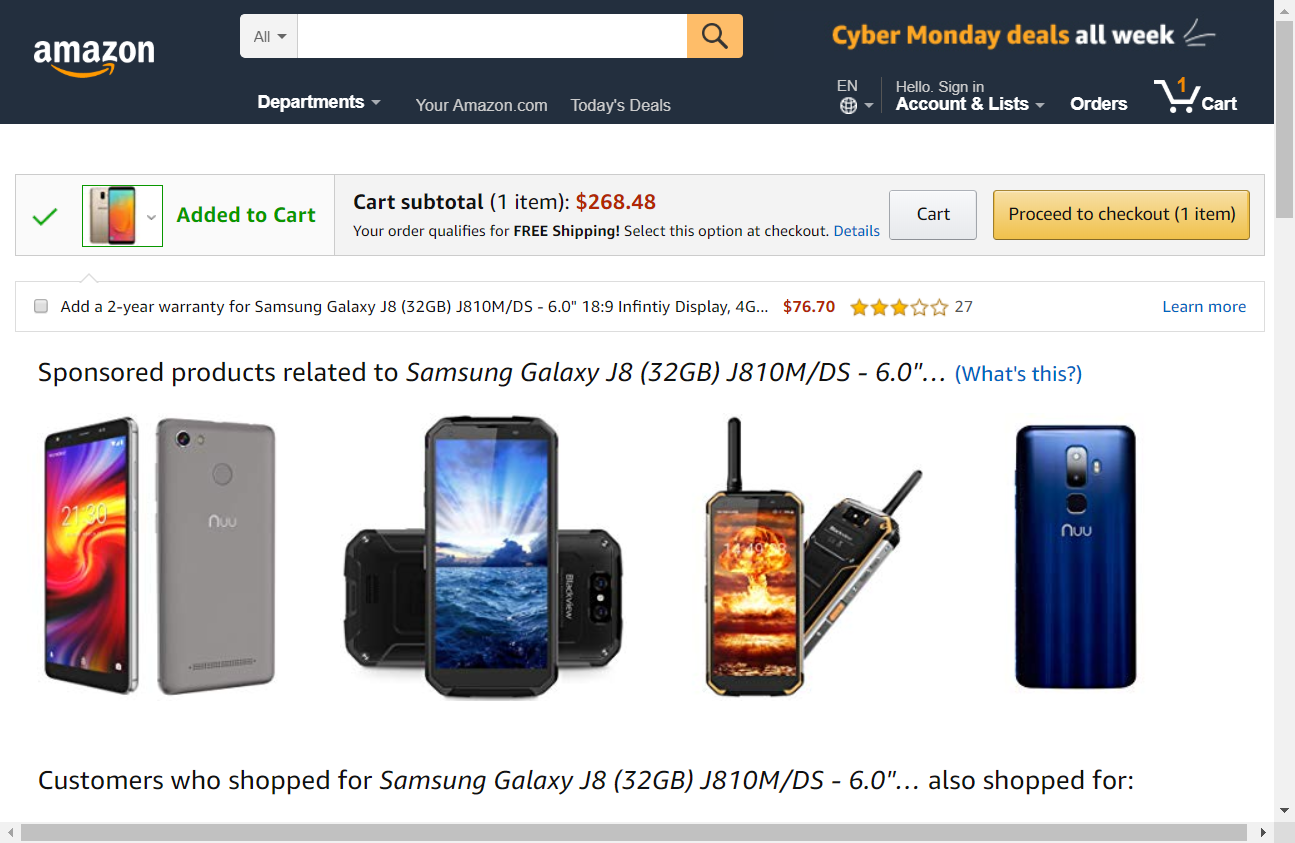 amazon
All
Cyber Monday deals all week
Departments
Your Amazon.com
Today's Deals
EN
Hello. Sign in
Account & Lists
Orders
1
Cart
Added to Cart
Cart subtotal (1 item): $268.48
Your order qualifies for FREE Shipping! Select this option at checkout. Details
Cart
Proceed to checkout (1 item)
Add a 2-year warranty for Samsung Galaxy J8 (32GB) J810M/DS - 6.0" 18:9 Infintiy Display, 4G... $76.70 27 Learn more
Sponsored products related to Samsung Galaxy J8 (32GB) J810M/DS - 6.0"... (What's this?)
21:30
nuu
Blackview
Blackview
nuu
Customers who shopped for Samsung Galaxy J8 (32GB) J810M/DS - 6.0"... also shopped for: